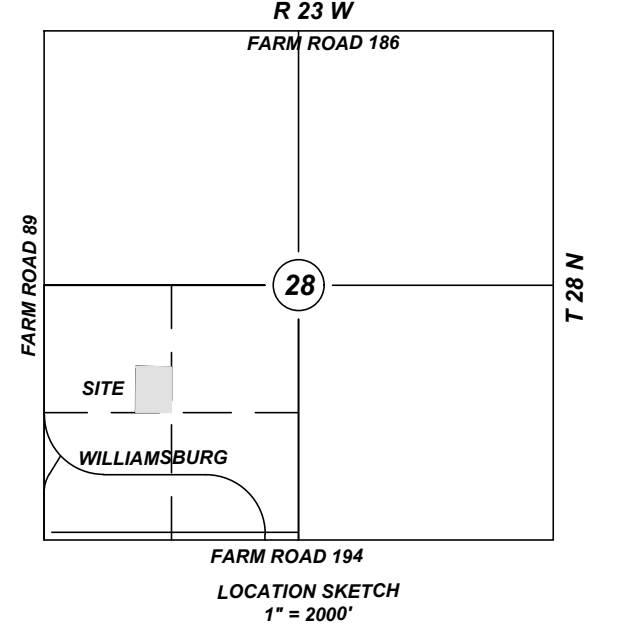 R 23 W
FARM ROAD 186
FARM ROAD 89
28
T 28 N
SITE
WILLIAMSBURG
FARM ROAD 194
LOCATION SKETCH
1" = 2000'